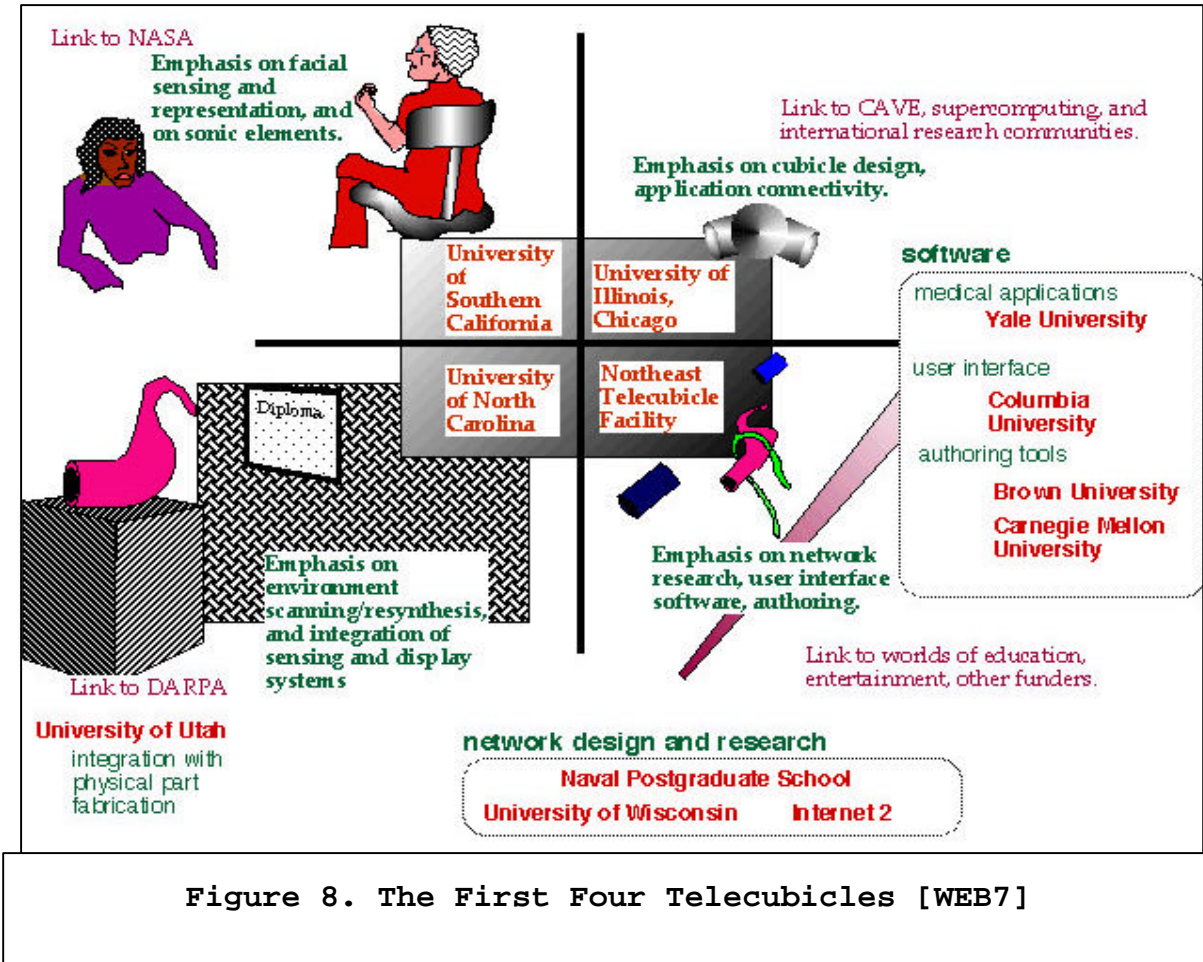 Link to NASA
Emphasis on facial
sensing and
representation, and
on sonic elements.
Link to CAVE, supercomputing, and
international research communities.
Emphasis on cubicle design,
application connectivity.
University
of
Southern
California
University of
Illinois,
Chicago
University
of North
Carolina
Northeast
Telecubicle
Facility
software
medical applications
Yale University
user interface
Columbia
University
authoring tools
Brown University
Carnegie Mellon
University
Diploma
Emphasis on
environment
scanning/resynthesis,
and integration of
sensing and display
systems
Emphasis on network
research, user interface
software, authoring.
Link to worlds of education,
entertainment, other funders.
Link to DARPA
University of Utah
integration with
physical part
fabrication
network design and research
Naval Postgraduate School
University of Wisconsin Internet 2
Figure 8. The First Four Telecubicles [WEB7]